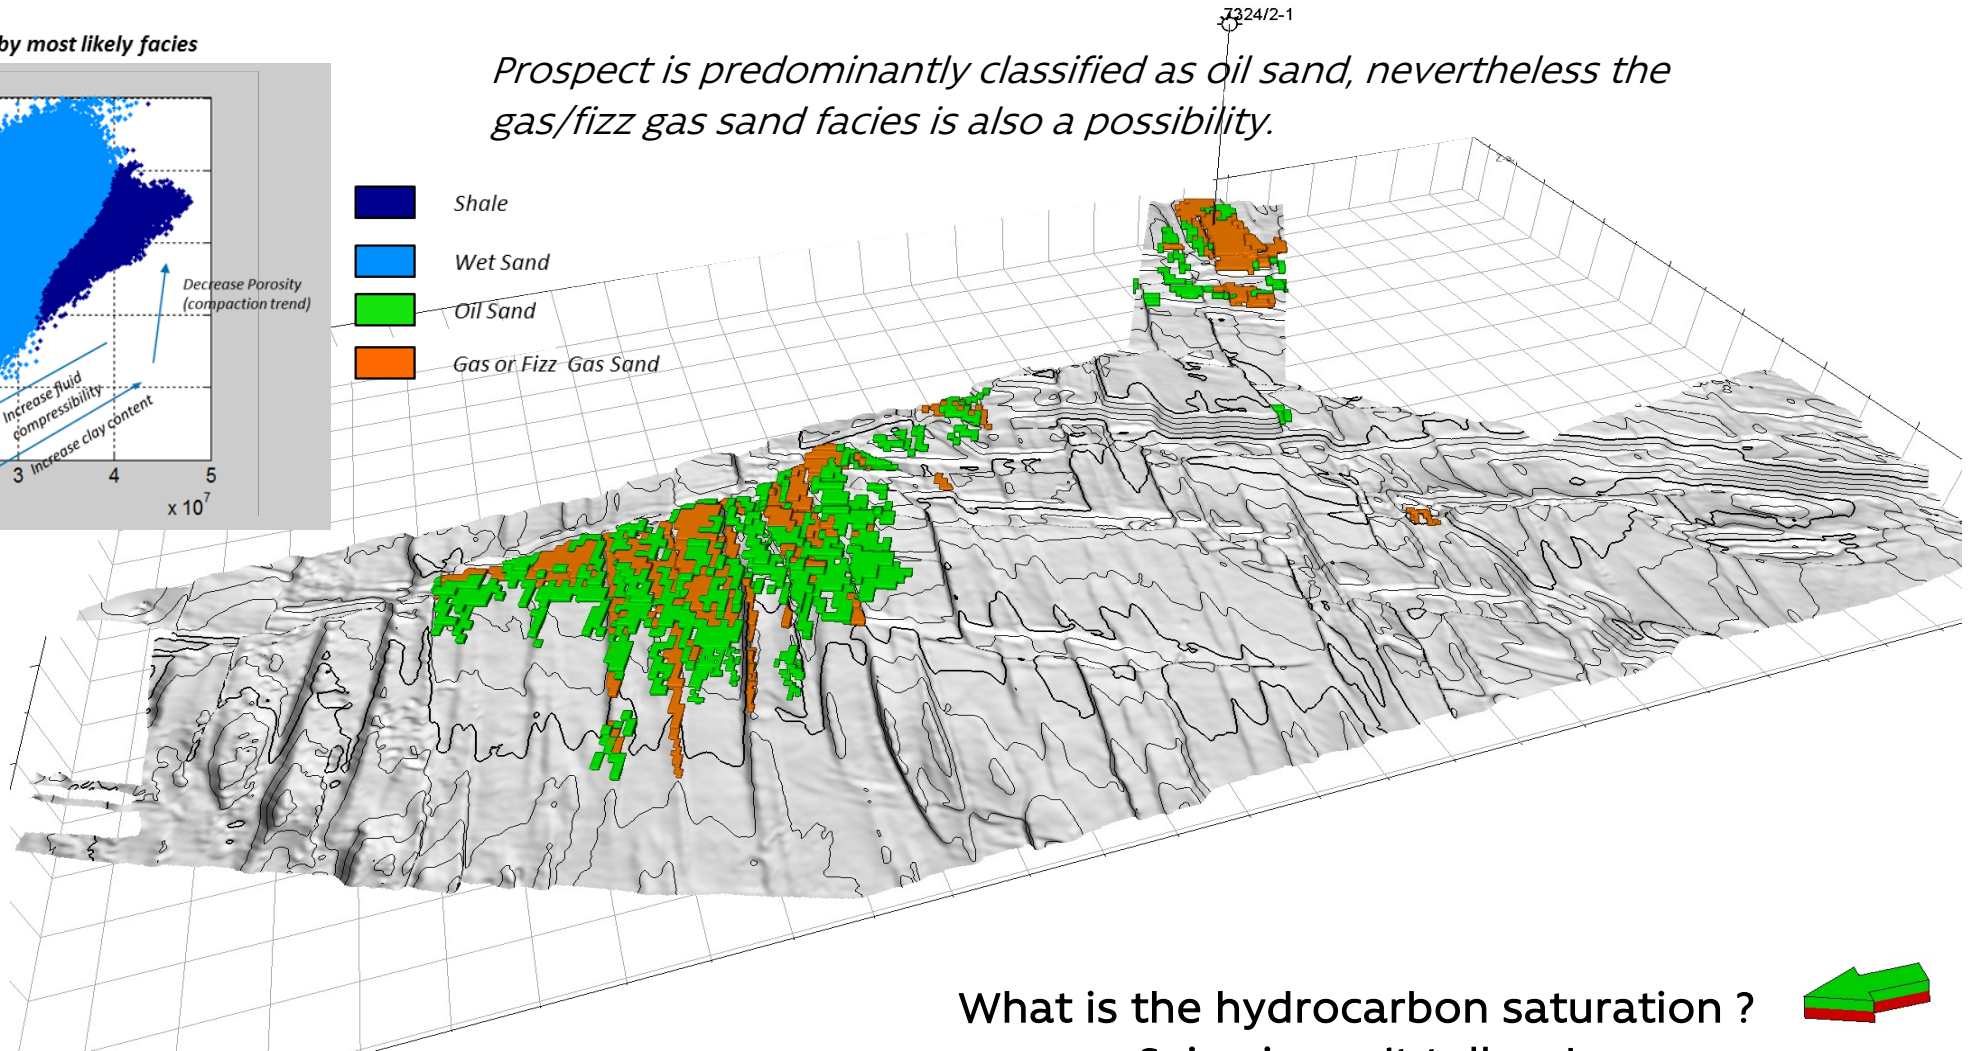 7324/2-1
by most likely facies
Prospect is predominantly classified as oil sand, nevertheless the
gas/fizz gas sand facies is also a possibility.
Shale
Wet Sand
Oil Sand
Gas or Fizz Gas Sand
Decrease Porosity
(compaction trend)
Increase fluid
compressibility
Increase clay content
3 4 5
x 10^7
What is the hydrocarbon saturation ?